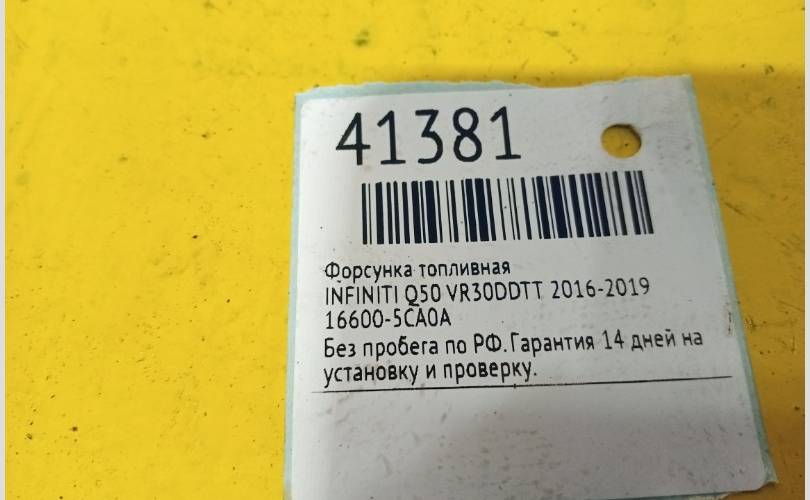 41381
Форсунка топливная
INFINITI Q50 VR30DDTT 2016-2019
16600-5CA0A
Без пробега по РФ.Гарантия 14 дней на
установку и проверку.